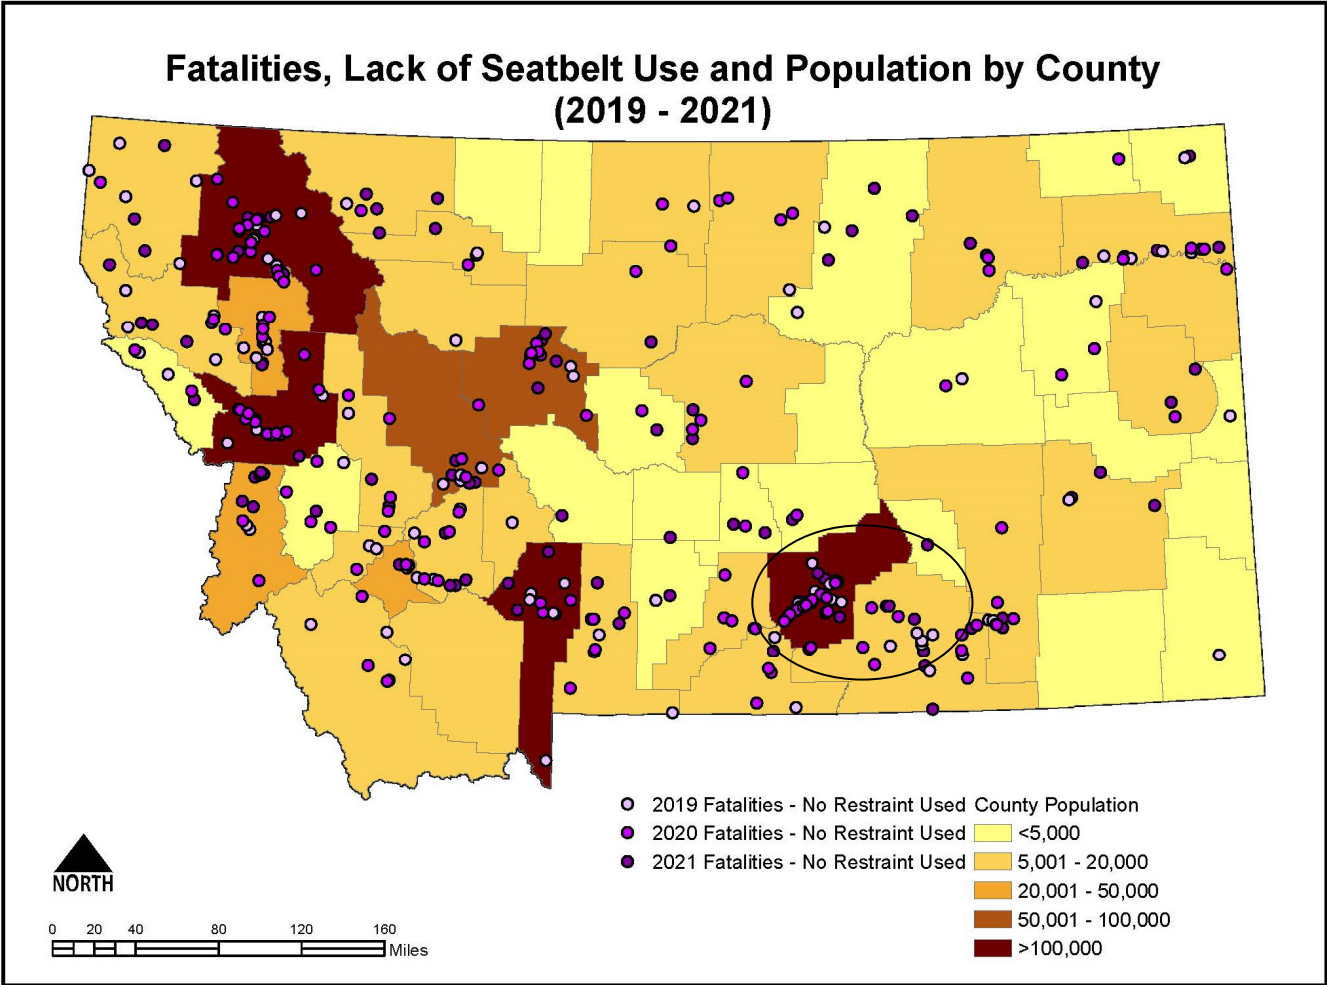 Fatalities, Lack of Seatbelt Use and Population by County
(2019 - 2021)
2019 Fatalities - No Restraint Used
2020 Fatalities - No Restraint Used
2021 Fatalities - No Restraint Used
County Population
<5,000
5,001 - 20,000
20,001 - 50,000
50,001 - 100,000
>100,000
NORTH
0 20 40 80 120 160
Miles